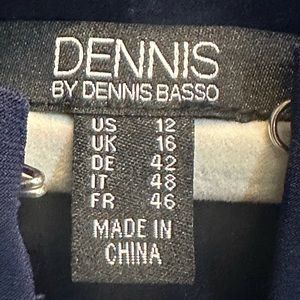 DENNIS
BY DENNIS BASSO
US 12
UK 16
DE 42
IT 48
FR 46
MADE IN
CHINA